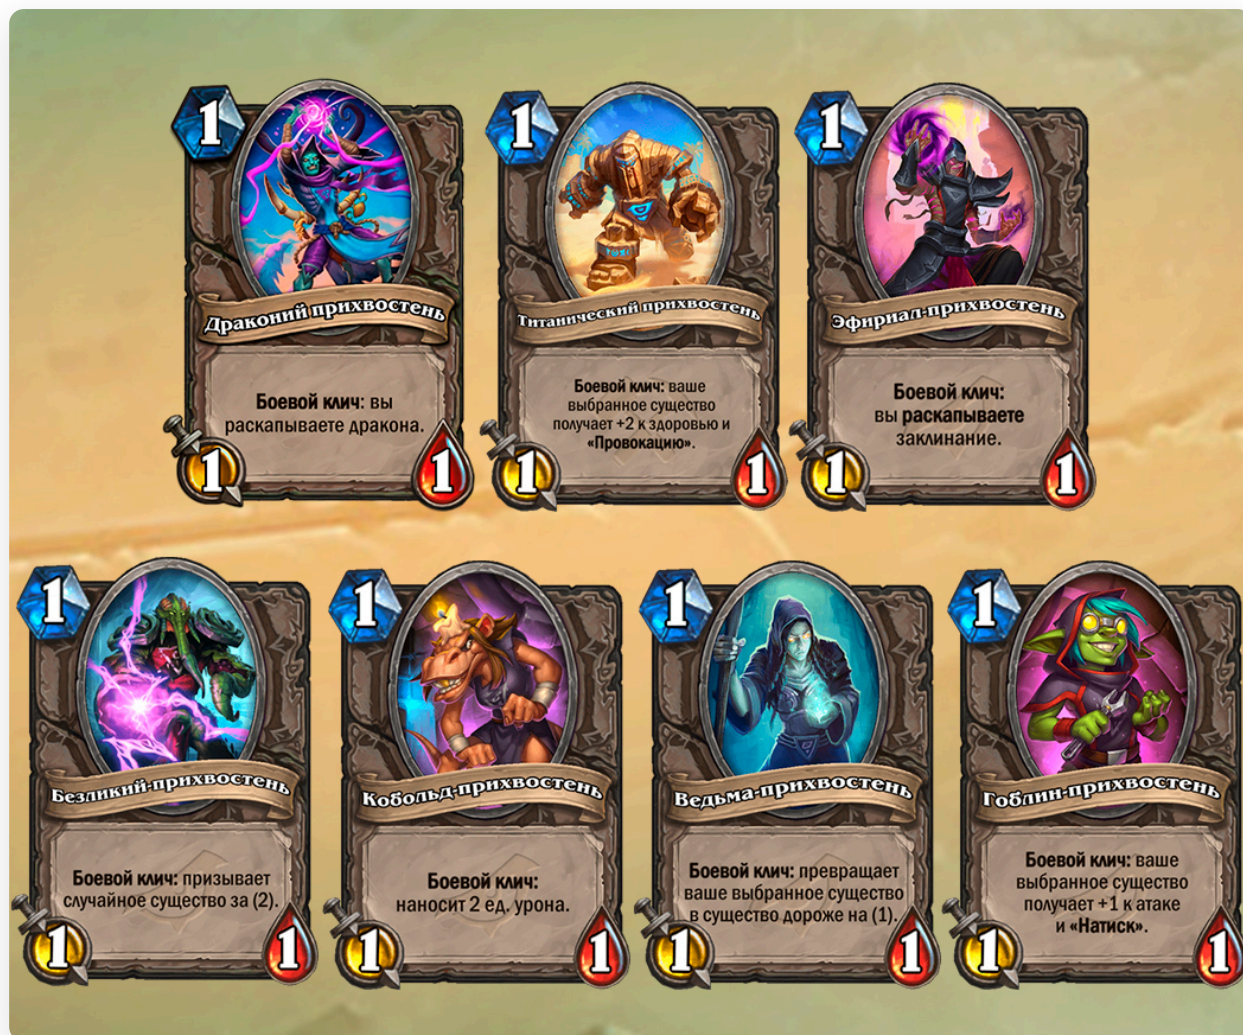 1
1
1
Драконий прихвостень
Титанический прихвостень
Эфириал-прихвостень
Боевой клич: вы
раскапываете дракона.
Боевой клич: ваше
выбранное существо
получает +2 к здоровью и
«Провокацию».
Боевой клич:
вы раскапываете
заклинание.
1
1
1
1
1
1
1
1
1
1
Безликий-прихвостень
Кобольд-прихвостень
Ведьма-прихвостень
Гоблин-прихвостень
Боевой клич: призывает
случайное существо за (2).
Боевой клич:
наносит 2 ед. урона.
Боевой клич: превращает
ваше выбранное существо
в существо дороже на (1).
Боевой клич: ваше
выбранное существо
получает +1 к атаке
и «Натиск».
1
1
1
1
1
1
1
1